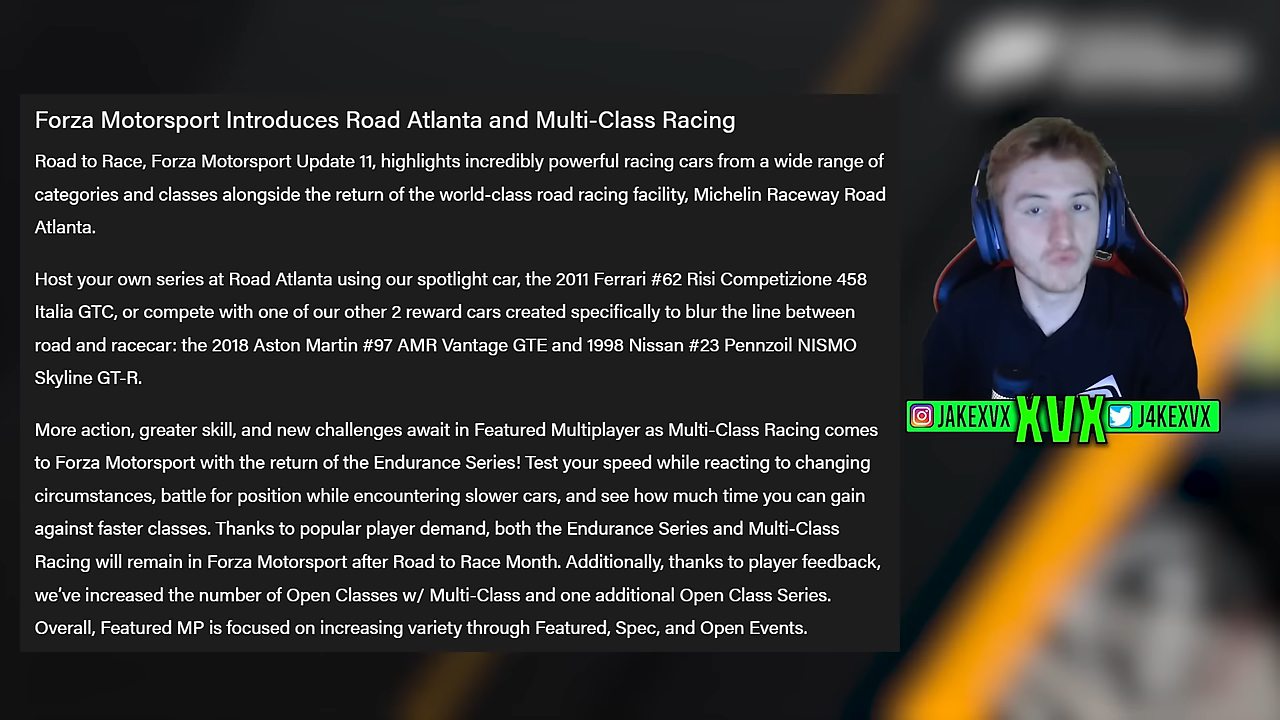 Forza Motorsport Introduces Road Atlanta and Multi-Class Racing
Road to Race, Forza Motorsport Update 11, highlights incredibly powerful racing cars from a wide range of
categories and classes alongside the return of the world-class road racing facility, Michelin Raceway Road
Atlanta.
Host your own series at Road Atlanta using our spotlight car, the 2011 Ferrari #62 Risi Competizione 458
Italia GTC, or compete with one of our other 2 reward cars created specifically to blur the line between
road and racecar: the 2018 Aston Martin #97 AMR Vantage GTE and 1998 Nissan #23 Pennzoil NISMO
Skyline GT-R.
More action, greater skill, and new challenges await in Featured Multiplayer as Multi-Class Racing comes
to Forza Motorsport with the return of the Endurance Series! Test your speed while reacting to changing
circumstances, battle for position while encountering slower cars, and see how much time you can gain
against faster classes. Thanks to popular player demand, both the Endurance Series and Multi-Class
Racing will remain in Forza Motorsport after Road to Race Month. Additionally, thanks to player feedback,
we've increased the number of Open Classes w/ Multi-Class and one additional Open Class Series.
Overall, Featured MP is focused on increasing variety through Featured, Spec, and Open Events.
JAKEXVX XVX J4KEXVX